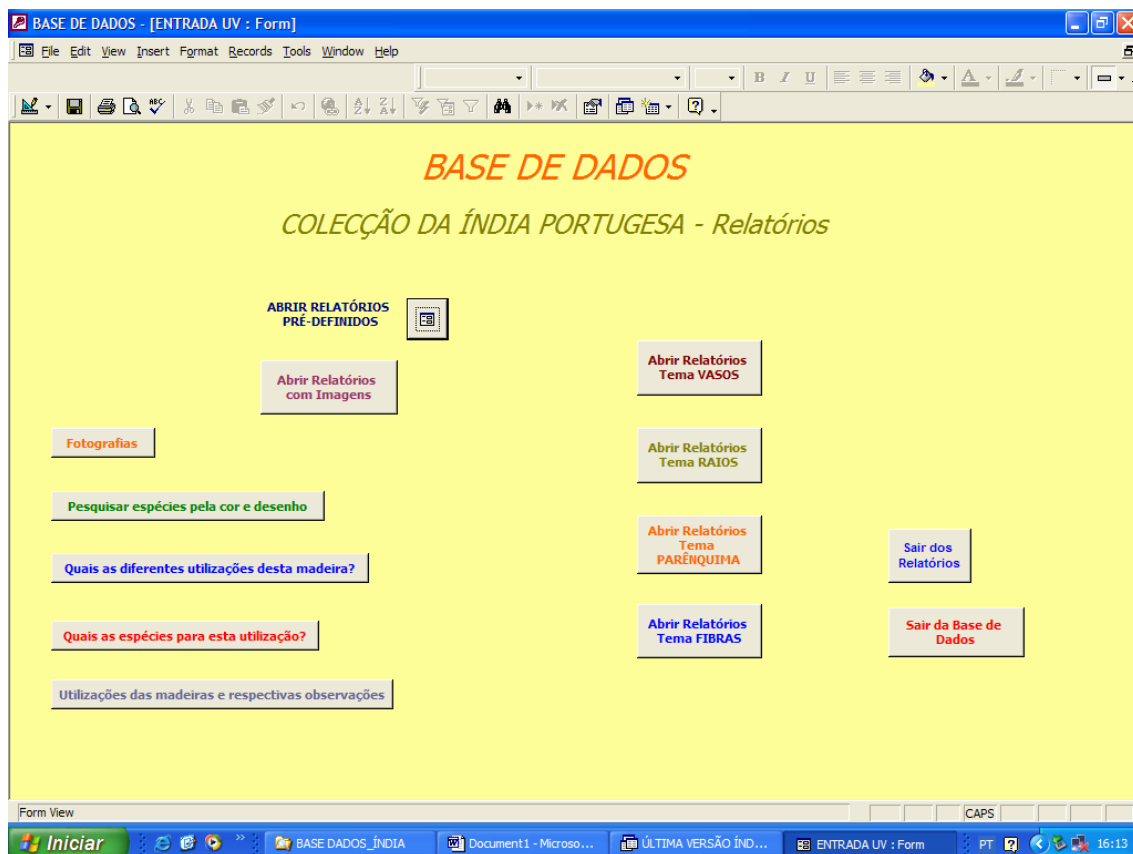 BASE DE DADOS - [ENTRADA UV : Form]
File Edit View Insert Format Records Tools Window Help
BASE DE DADOS
COLECÇÃO DA ÍNDIA PORTUGESA - Relatórios
ABRIR RELATÓRIOS
PRÉ-DEFINIDOS
Abrir Relatórios
com Imagens
Fotografias
Pesquisar espécies pela cor e desenho
Quais as diferentes utilizações desta madeira?
Quais as espécies para esta utilização?
Utilizações das madeiras e respectivas observações
Abrir Relatórios
Tema VASOS
Abrir Relatórios
Tema RAIOS
Abrir Relatórios
Tema
PARÊNQUIMA
Abrir Relatórios
Tema FIBRAS
Sair dos
Relatórios
Sair da Base de
Dados
Form View
CAPS
Iniciar
BASE DADOS_ÍNDIA
Document1 - Microso...
ÚLTIMA VERSÃO ÍND...
ENTRADA UV : Form
PT
16:13